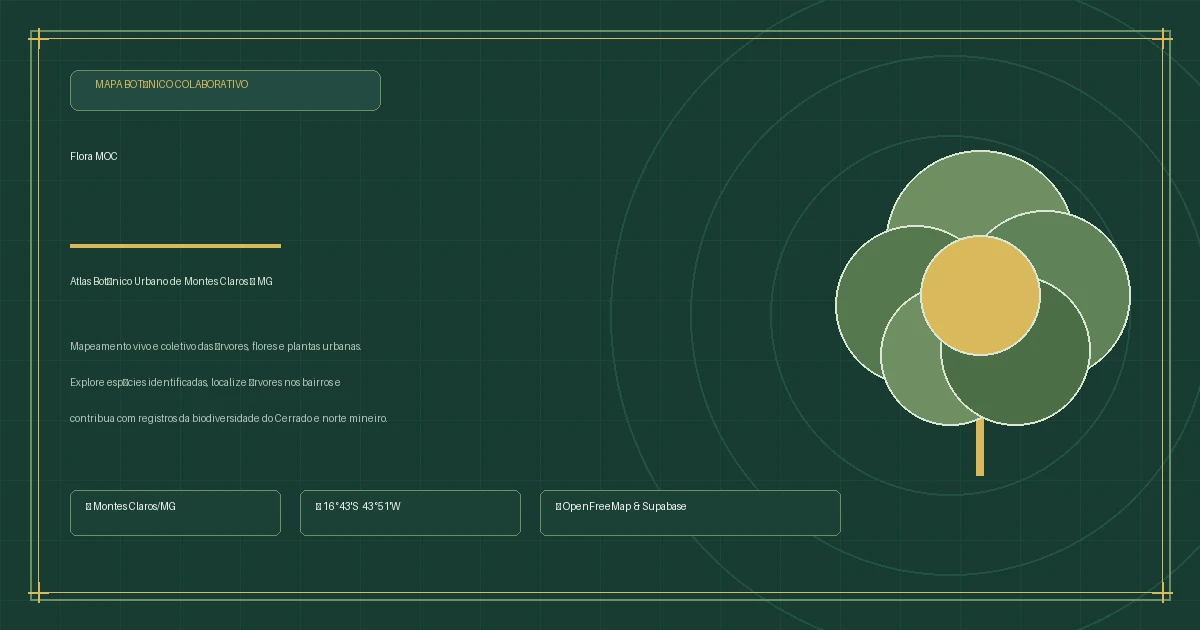 MAPA BOT▯NICO COLABORATIVO
Flora MOC
Atlas Bot▯nico Urbano de Montes Claros ▯ MG
Mapeamento vivo e coletivo das ▯rvores, flores e plantas urbanas.
Explore esp▯cies identificadas, localize ▯rvores nos bairros e
contribua com registros da biodiversidade do Cerrado e norte mineiro.
▯ Montes Claros/MG
▯ 16°43'S 43°51'W
▯ OpenFreeMap & Supabase